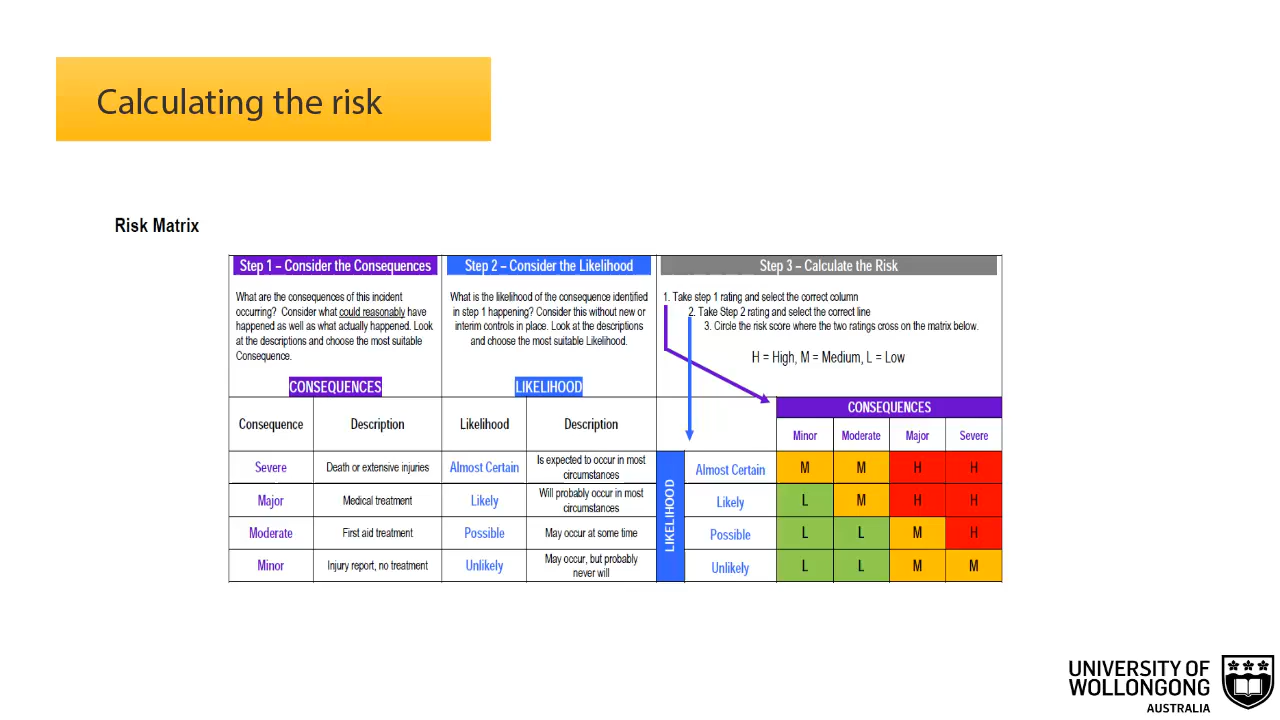 Calculating the risk
Risk Matrix
Step 1 – Consider the Consequences
What are the consequences of this incident
occurring? Consider what could reasonably have
happened as well as what actually happened. Look
at the descriptions and choose the most suitable
Consequence.
CONSEQUENCES
Step 2 – Consider the Likelihood
What is the likelihood of the consequence identified
in step 1 happening? Consider this without new or
interim controls in place. Look at the descriptions
and choose the most suitable Likelihood.
LIKELIHOOD
Step 3 – Calculate the Risk
1. Take step 1 rating and select the correct column
2. Take Step 2 rating and select the correct line
3. Circle the risk score where the two ratings cross on the matrix below.
H = High, M = Medium, L = Low
Consequence Description Likelihood Description
Severe Death or extensive injuries Almost Certain Is expected to occur in most
circumstances
Major Medical treatment Likely Will probably occur in most
circumstances
Moderate First aid treatment Possible May occur at some time
Minor Injury report, no treatment Unlikely May occur, but probably
never will
CONSEQUENCES
Minor Moderate Major Severe
LIKELIHOOD
Almost Certain M M H H
Likely L M H H
Possible L L M H
Unlikely L L M M
UNIVERSITY OF
WOLLONGONG
AUSTRALIA